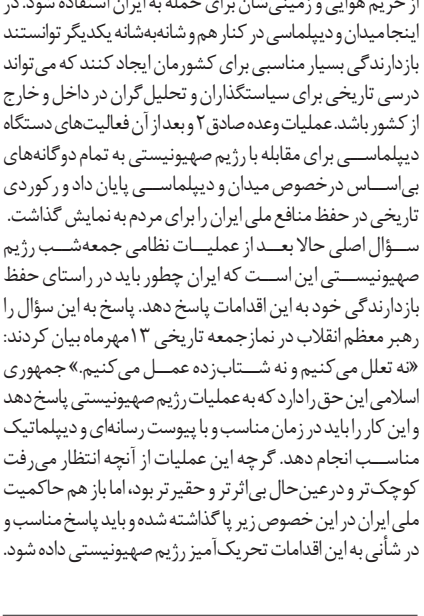 از حریم هوایی و زمینی‌شان برای حمله به ایران استفاده شود. در
اینجا میدان و دیپلماسی در کنار هم و شانه‌به‌شانه یکدیگر توانستند
بازدارندگی بسیار مناسبی برای کشورمان ایجاد کنند که می‌تواند
درسی تاریخی برای سیاستگذاران و تحلیل‌گران در داخل و خارج
از کشور باشد. عملیات وعده صادق۲ و بعد از آن فعالیت‌های دستگاه
دیپلماسی برای مقابله با رژیم صهیونیستی به تمام دوگانه‌های
بی‌اساس درخصوص میدان و دیپلماسی پایان داد و رکوردی
تاریخی در حفظ منافع ملی ایران را برای مردم به نمایش گذاشت.
سؤال اصلی حالا بعد از عملیات نظامی جمعه‌شب رژیم
صهیونیستی این است که ایران چطور باید در راستای حفظ
بازدارندگی خود به این اقدامات پاسخ دهد. پاسخ به این سؤال را
رهبر معظم انقلاب در نماز جمعه تاریخی ۱۳مهرماه بیان کردند:
«نه تعلل می‌کنیم و نه شتاب‌زده عمل می‌کنیم.» جمهوری
اسلامی این حق را دارد که به عملیات رژیم صهیونیستی پاسخ دهد
و این کار را باید در زمان مناسب و با پیوست رسانه‌ای و دیپلماتیک
مناسب انجام دهد. گرچه این عملیات از آنچه انتظار می‌رفت
کوچک‌تر و درعین‌حال بی‌اثرتر و حقیرتر بود، اما باز هم حاکمیت
ملی ایران در این خصوص زیر پا گذاشته شده و باید پاسخ مناسب و
در شأنی به این اقدامات تحریک‌آمیز رژیم صهیونیستی داده شود.